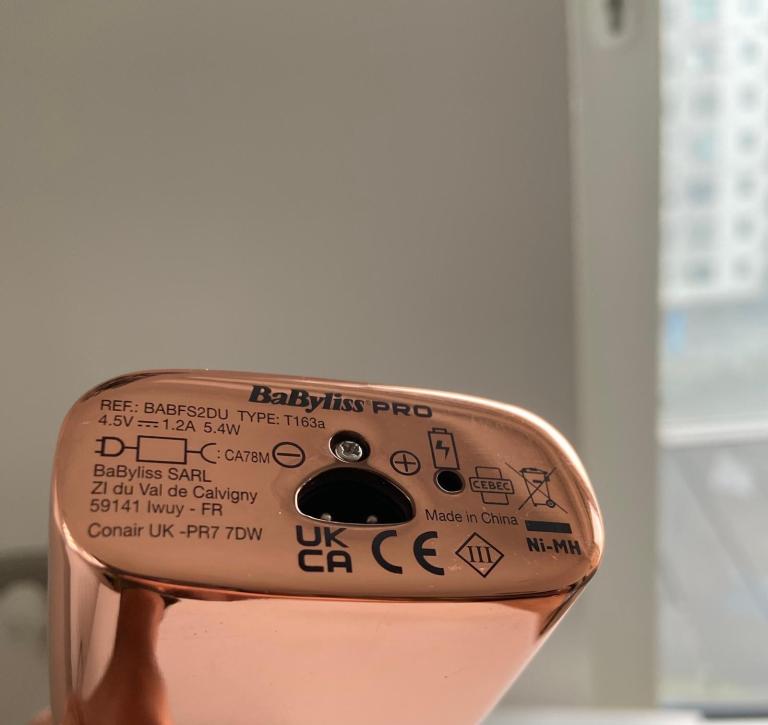 BaByliss PRO
REF.: BABFS2DU TYPE: T163a
4.5V ⎓ 1.2A 5.4W
: CA78M
BaByliss SARL
ZI du Val de Calvigny
59141 Iwuy - FR
Conair UK -PR7 7DW
CEBEC
Made in China
UK
CA
CE
III
Ni-MH